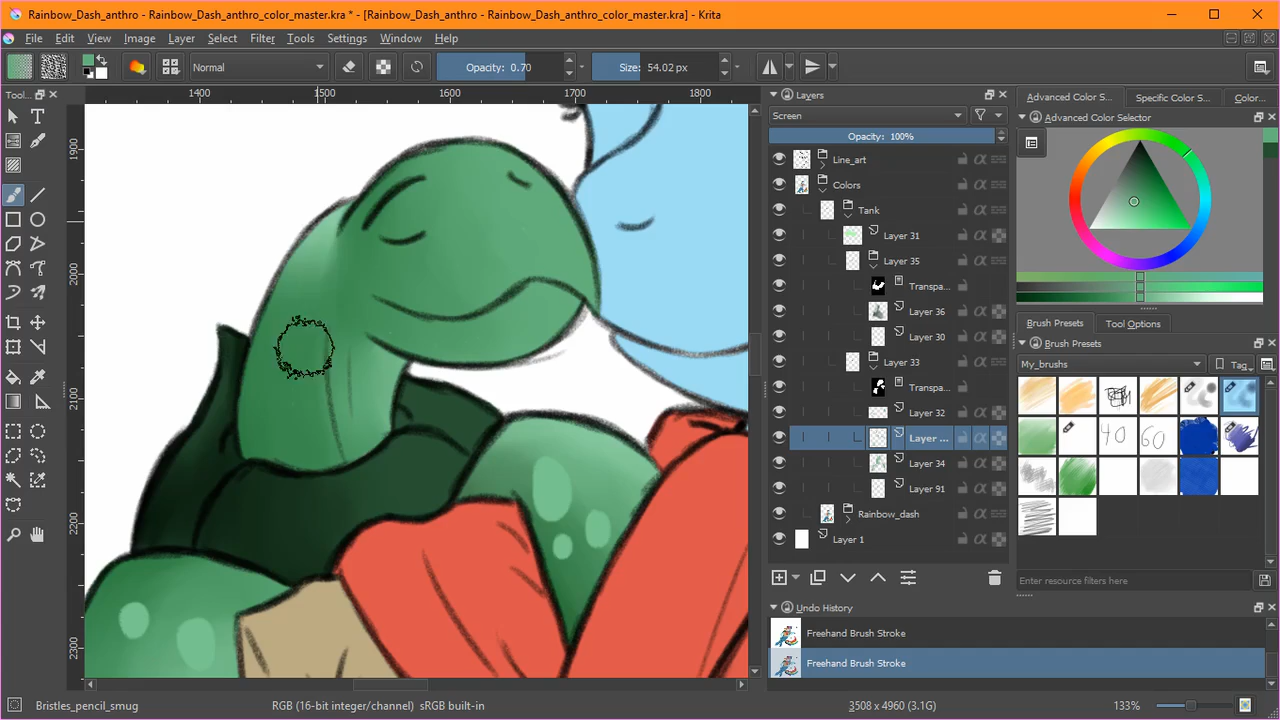 Rainbow_Dash_anthro - Rainbow_Dash_anthro_color_master.kra * - [Rainbow_Dash_anthro - Rainbow_Dash_anthro_color_master.kra] - Krita
File Edit View Image Layer Select Filter Tools Settings Window Help
Normal Opacity: 0.70 Size: 54.02 px
Tool...
1400 1500 1600 1700 1800
1900
2000
2100
2200
2300
Layers
Screen
Opacity: 100%
Line_art
Colors
Tank
Layer 31
Layer 35
Transpa...
Layer 36
Layer 30
Layer 33
Transpa...
Layer 32
Layer ...
Layer 34
Layer 91
Rainbow_dash
Layer 1
Undo History
Freehand Brush Stroke
Freehand Brush Stroke
Advanced Color S... Specific Color S... Color...
Advanced Color Selector
Brush Presets Tool Options
Brush Presets
My_brushes Tag
40 60
Enter resource filters here
Bristles_pencil_smug RGB (16-bit integer/channel) sRGB built-in 3508 x 4960 (3.1G) 133%